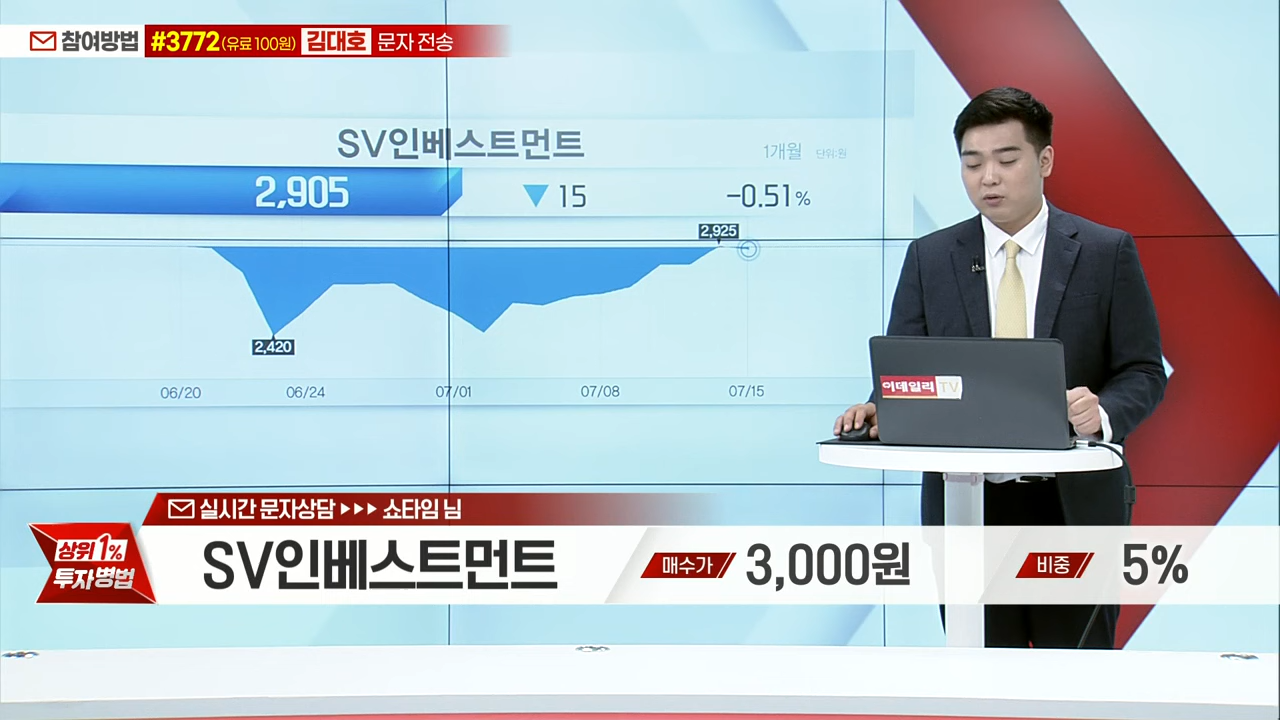 참여방법 #3772(유료 100원) 김대호 문자 전송
SV인베스트먼트
1개월 단위:원
2,905 ▼ 15 -0.51%
2,925
2,420
06/20 06/24 07/01 07/08 07/15
이데일리 TV
실시간 문자상담 ▶▶▶ 쇼타임 님
상위 1%
투자병법
SV인베스트먼트 매수가 3,000원 비중 5%